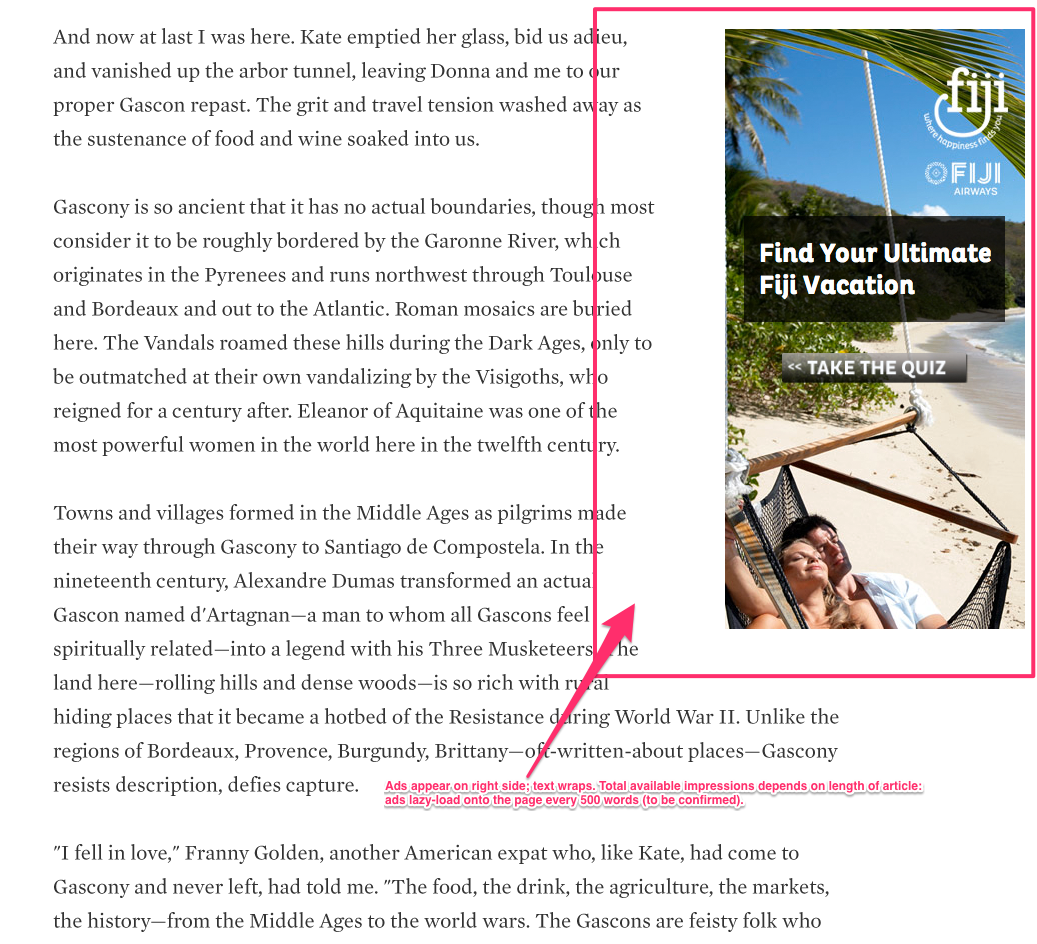 And now at last I was here. Kate emptied her glass, bid us adieu,
and vanished up the arbor tunnel, leaving Donna and me to our
proper Gascon repast. The grit and travel tension washed away as
the sustenance of food and wine soaked into us.
Gascony is so ancient that it has no actual boundaries, though most
consider it to be roughly bordered by the Garonne River, which
originates in the Pyrenees and runs northwest through Toulouse
and Bordeaux and out to the Atlantic. Roman mosaics are buried
here. The Vandals roamed these hills during the Dark Ages, only to
be outmatched at their own vandalizing by the Visigoths, who
reigned for a century after. Eleanor of Aquitaine was one of the
most powerful women in the world here in the twelfth century.
Towns and villages formed in the Middle Ages as pilgrims made
their way through Gascony to Santiago de Compostela. In the
nineteenth century, Alexandre Dumas transformed an actual
Gascon named d'Artagnan—a man to whom all Gascons feel
spiritually related—into a legend with his Three Musketeers. The
land here—rolling hills and dense woods—is so rich with rural
hiding places that it became a hotbed of the Resistance during World War II. Unlike the
regions of Bordeaux, Provence, Burgundy, Brittany—oft-written-about places—Gascony
resists description, defies capture.
"I fell in love," Franny Golden, another American expat who, like Kate, had come to
Gascony and never left, had told me. "The food, the drink, the agriculture, the markets,
the history—from the Middle Ages to the world wars. The Gascons are feisty folk who
fiji
where happiness finds you
FIJI
AIRWAYS
Find Your Ultimate
Fiji Vacation
<< TAKE THE QUIZ
Ads appear on right side; text wraps. Total available impressions depends on length of article:
ads lazy-load onto the page every 500 words (to be confirmed).